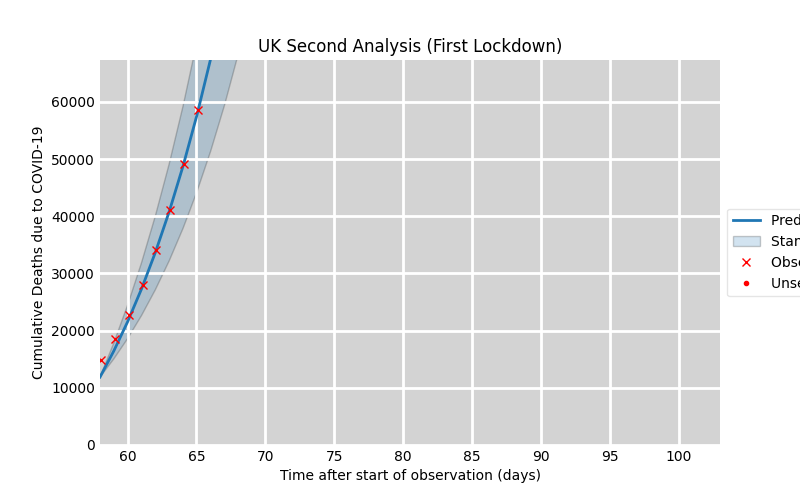 UK Second Analysis (First Lockdown)
Cumulative Deaths due to COVID-19
60000
50000
40000
30000
20000
10000
0
60 65 70 75 80 85 90 95 100
Time after start of observation (days)
Pred
Stan
Obse
Unse